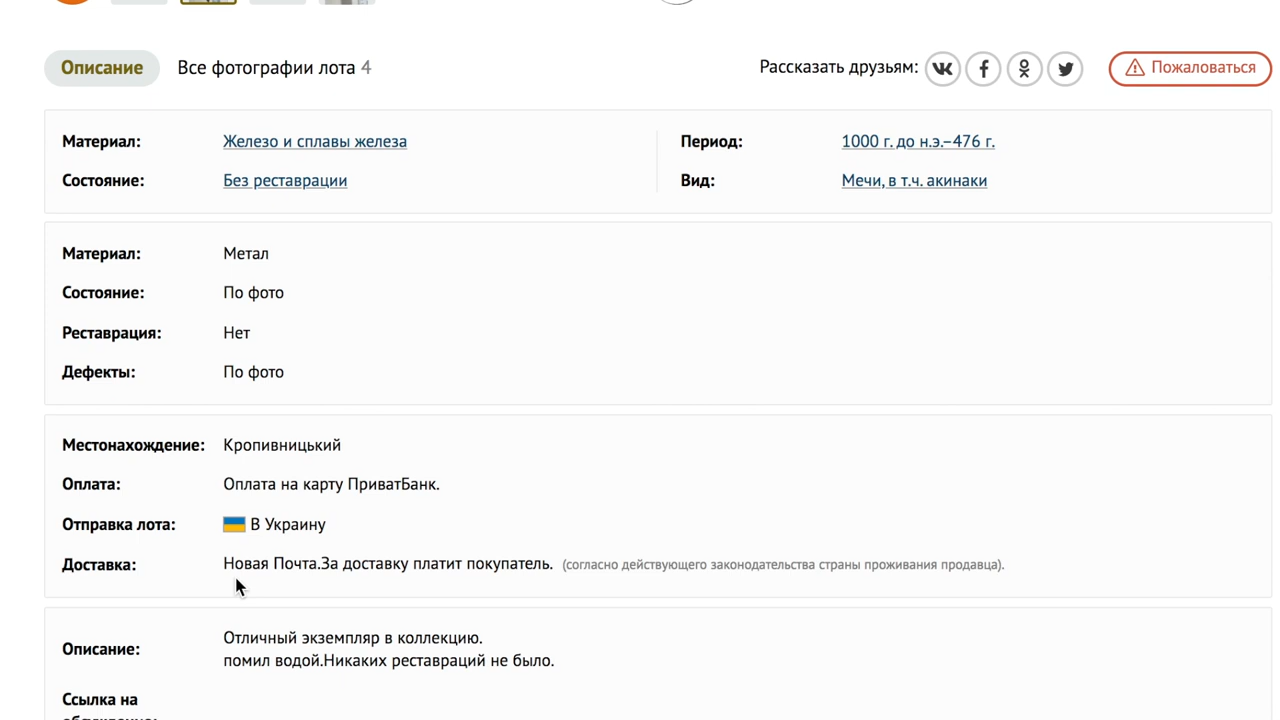 Описание Все фотографии лота 4 Рассказать друзьям: Пожаловаться
Материал: Железо и сплавы железа Период: 1000 г. до н.э.–476 г.
Состояние: Без реставрации Вид: Мечи, в т.ч. акинаки
Материал: Метал
Состояние: По фото
Реставрация: Нет
Дефекты: По фото
Местонахождение: Кропивницький
Оплата: Оплата на карту ПриватБанк.
Отправка лота: В Украину
Доставка: Новая Почта.За доставку платит покупатель. (согласно действующего законодательства страны проживания продавца).
Описание: Отличный экземпляр в коллекцию.
помил водой.Никаких реставраций не было.
Ссылка на